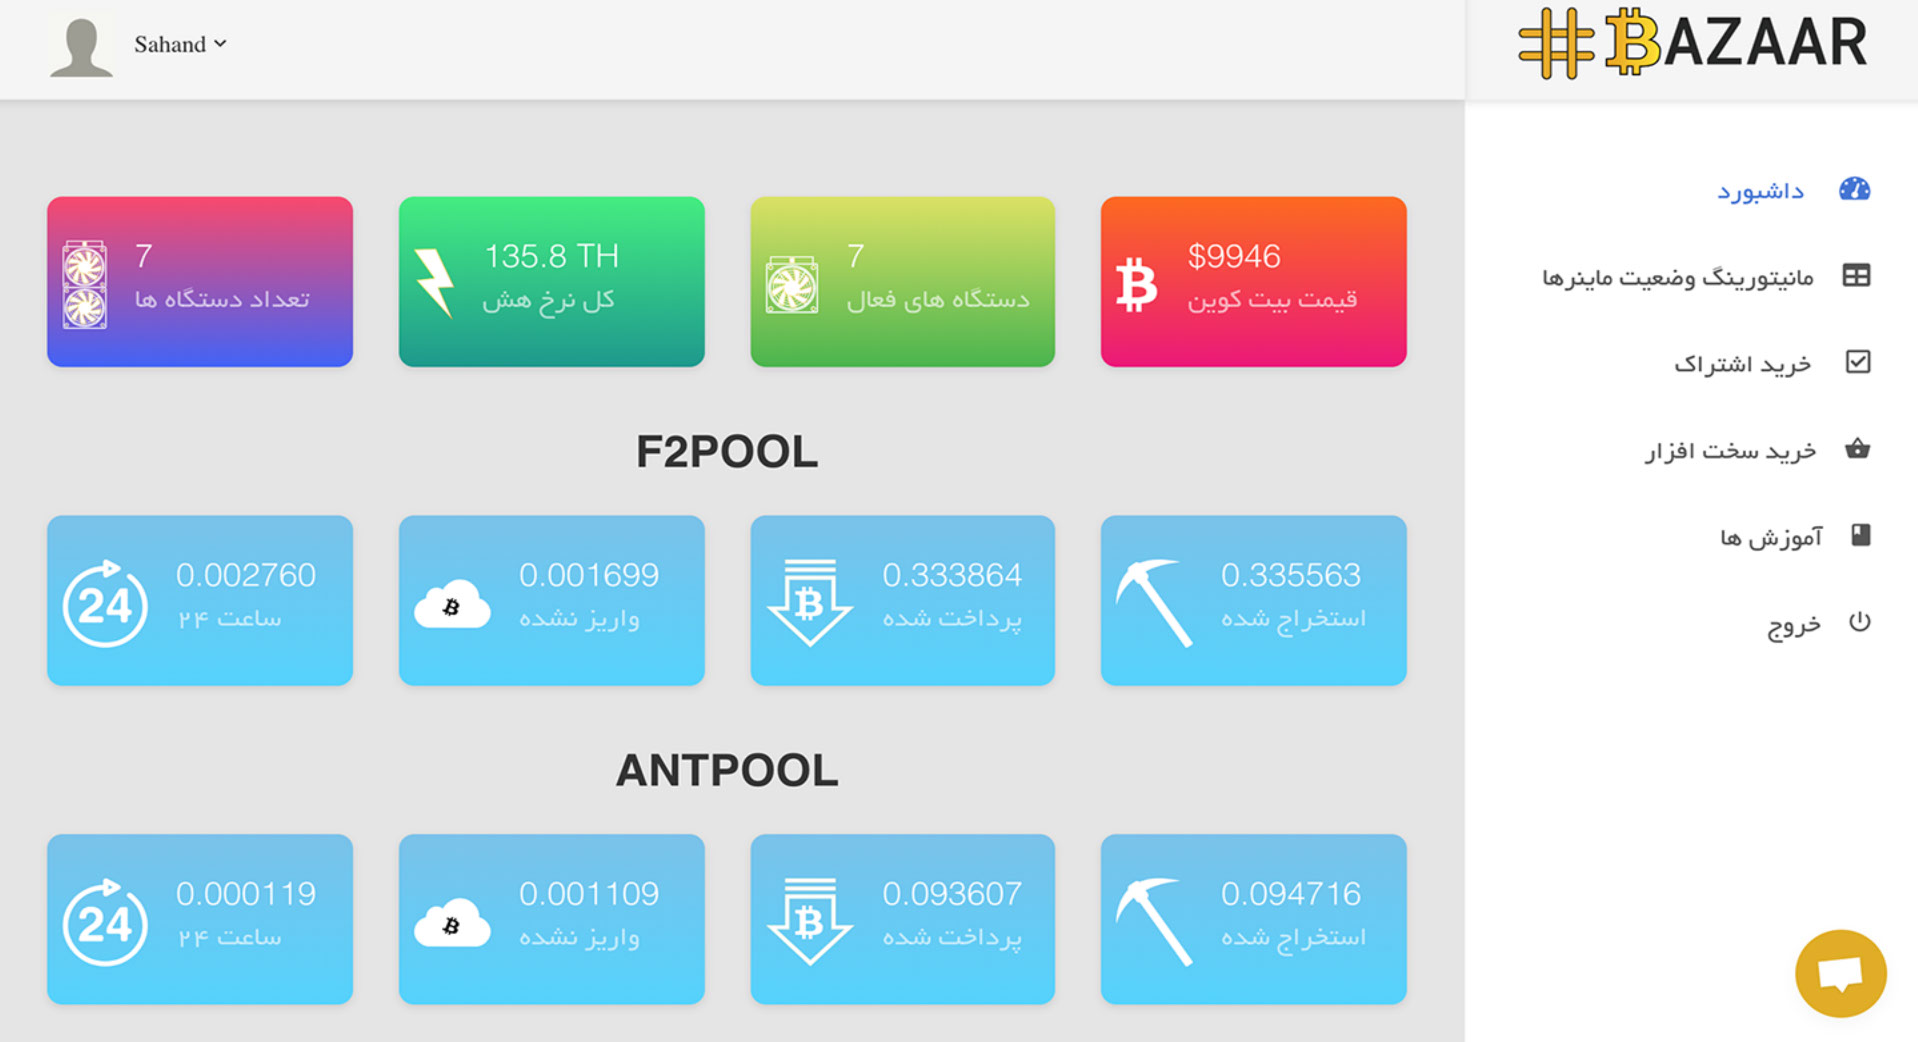 Sahand
#BAZAAR
داشبورد
مانیتورینگ وضعیت ماینرها
خرید اشتراک
خرید سخت افزار
آموزش ها
خروج
7
تعداد دستگاه ها
135.8 TH
کل نرخ هش
7
دستگاه های فعال
$9946
قیمت بیت کوین
F2POOL
24
0.002760
ساعت ۲۴
0.001699
واریز نشده
0.333864
پرداخت شده
0.335563
استخراج شده
ANTPOOL
24
0.000119
ساعت ۲۴
0.001109
واریز نشده
0.093607
پرداخت شده
0.094716
استخراج شده